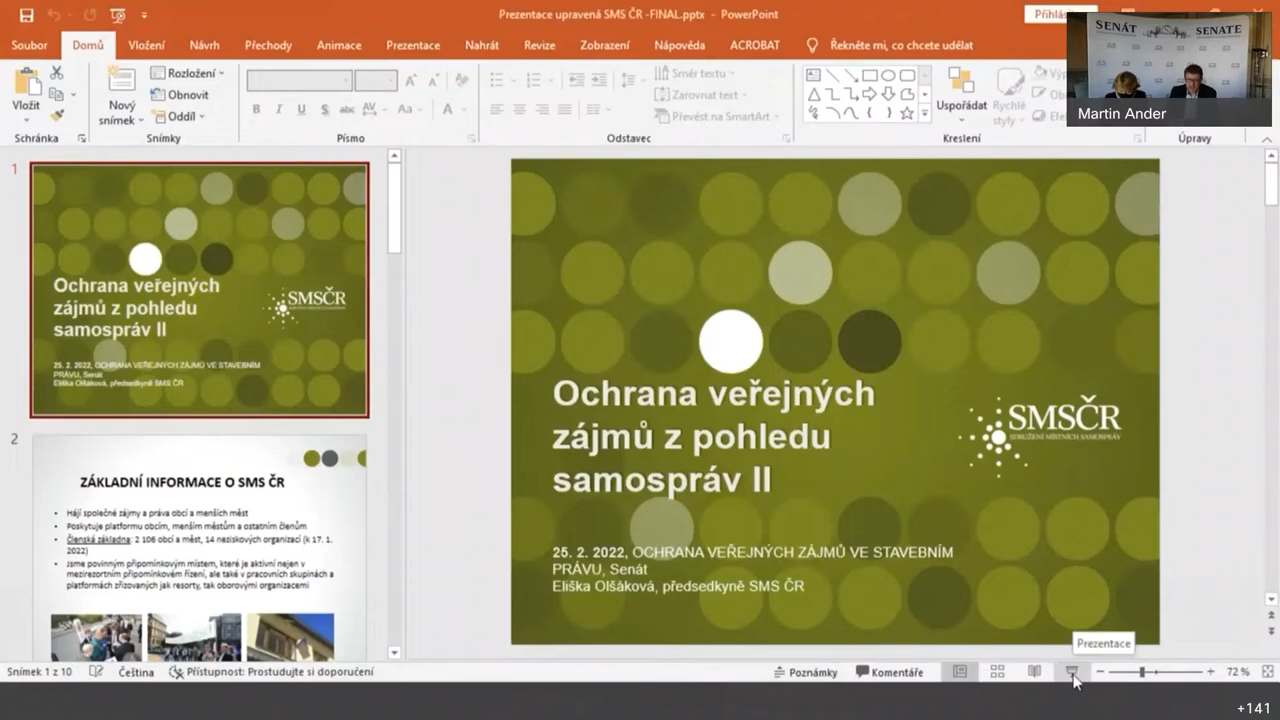 Prezentace upravená SMS ČR -FINAL.pptx - PowerPoint
Soubor Domů Vložení Návrh Přechody Animace Prezentace Nahrát Revize Zobrazení Nápověda ACROBAT Řekněte mi, co chcete udělat
SENÁT SENATE
Martin Ander
Vložit
Nový
snímek
Rozložení
Obnovit
Oddíl
Směr textu
Zarovnat text
Převést na SmartArt
Uspořádat
Rychlé
styly
Schránka Snímky Písmo Odstavec Kreslení Úpravy
1
Ochrana veřejných
zájmů z pohledu
samospráv II
SMSČR
25. 2. 2022, OCHRANA VEŘEJNÝCH ZÁJMŮ VE STAVEBNÍM
PRÁVU, Senát
Eliška Olšáková, předsedkyně SMS ČR
2
ZÁKLADNÍ INFORMACE O SMS ČR
• Hájí společné zájmy a práva obcí a menších měst
• Poskytuje platformu obcím, menším městům a ostatním členům
• Členská základna: 2 106 obcí a měst, 14 neziskových organizací (k 17. 1.
2022)
• Jsme povinným připomínkovým místem, které je aktivní nejen v
mezirezortním připomínkovém řízení, ale také v pracovních skupinách a
platformách zřizovaných jak resorty, tak oborovými organizacemi
Ochrana veřejných
zájmů z pohledu
samospráv II
SMSČR
SDRUŽENÍ MÍSTNÍCH SAMOSPRÁV
25. 2. 2022, OCHRANA VEŘEJNÝCH ZÁJMŮ VE STAVEBNÍM
PRÁVU, Senát
Eliška Olšáková, předsedkyně SMS ČR
Prezentace
Snímek 1 z 10 Čeština Přístupnost: Prostudujte si doporučení Poznámky Komentáře 72 %
+141